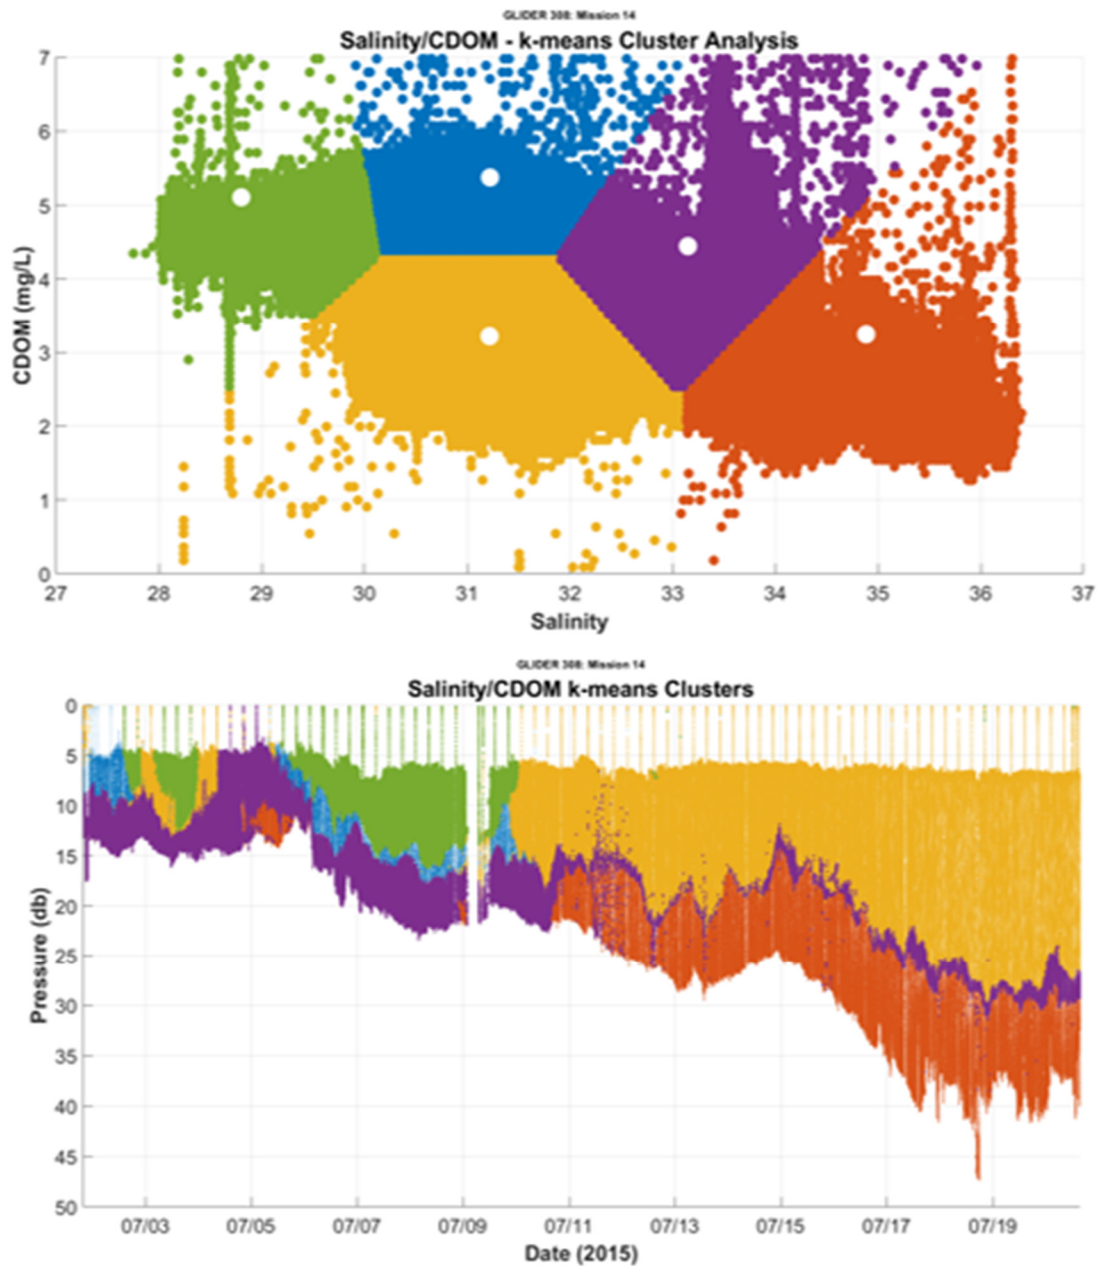 GLIDER 308: Mission 14
Salinity/CDOM - k-means Cluster Analysis
7
6
5
4
3
2
1
0
CDOM (mg/L)
27 28 29 30 31 32 33 34 35 36 37
Salinity
GLIDER 308: Mission 14
Salinity/CDOM k-means Clusters
0
5
10
15
20
25
30
35
40
45
50
Pressure (db)
07/03 07/05 07/07 07/09 07/11 07/13 07/15 07/17 07/19
Date (2015)